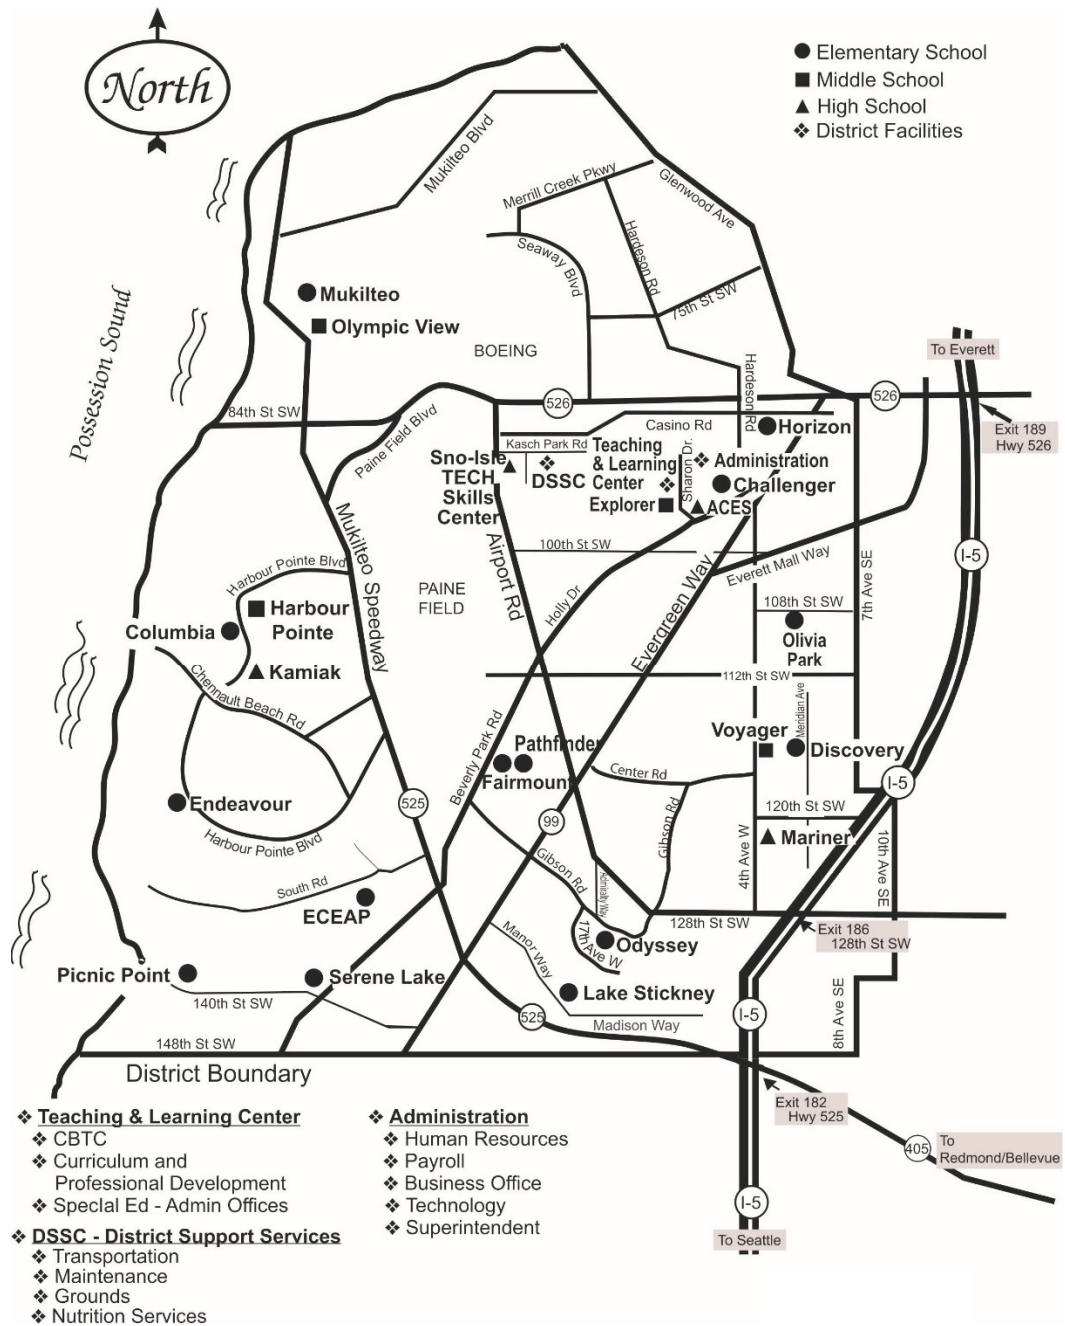 North
Elementary School
Middle School
High School
District Facilities
Mukilteo Blvd
Merrill Creek Pkwy
Glenwood Ave
Hardeson Rd
Seaway Blvd
75th St SW
Possession Sound
Mukilteo
Olympic View
BOEING
To Everett
Hardeson Rd
526
526
84th St SW
Paine Field Blvd
Casino Rd
Horizon
Exit 189
Hwy 526
Kasch Park Rd
Teaching
& Learning
Center
Sno-Isle
TECH
Skills
Center
DSSC
Sharon Dr.
Administration
Challenger
Explorer
ACES
Mukilteo Speedway
Airport Rd
100th St SW
Everett Mall Way
I-5
7th Ave SE
Harbour Pointe Blvd
PAINE
FIELD
Holly Dr
Evergreen Way
108th St SW
Harbour
Pointe
Columbia
Olivia
Park
Kamiak
Chennault Beach Rd
112th St SW
Meridian Ave
Beverly Park Rd
Pathfinder
Fairmount
Voyager
Discovery
Center Rd
I-5
Endeavour
525
99
Gibson Rd
120th St SW
Harbour Pointe Blvd
4th Ave W
Mariner
10th Ave SE
Gibson Rd
South Rd
Admiralty Way
ECEAP
128th St SW
Exit 186
128th St SW
Manor Way
17th Ave W
Odyssey
Picnic Point
Serene Lake
140th St SW
Lake Stickney
525
Madison Way
I-5
8th Ave SE
148th St SW
District Boundary
Exit 182
Hwy 525
405
To
Redmond/Bellevue
I-5
To Seattle
Teaching & Learning Center
CBTC
Curriculum and
Professional Development
SpecIal Ed - Admin Offices
DSSC - District Support Services
Transportation
Maintenance
Grounds
Nutrition Services
Administration
Human Resources
Payroll
Business Office
Technology
Superintendent